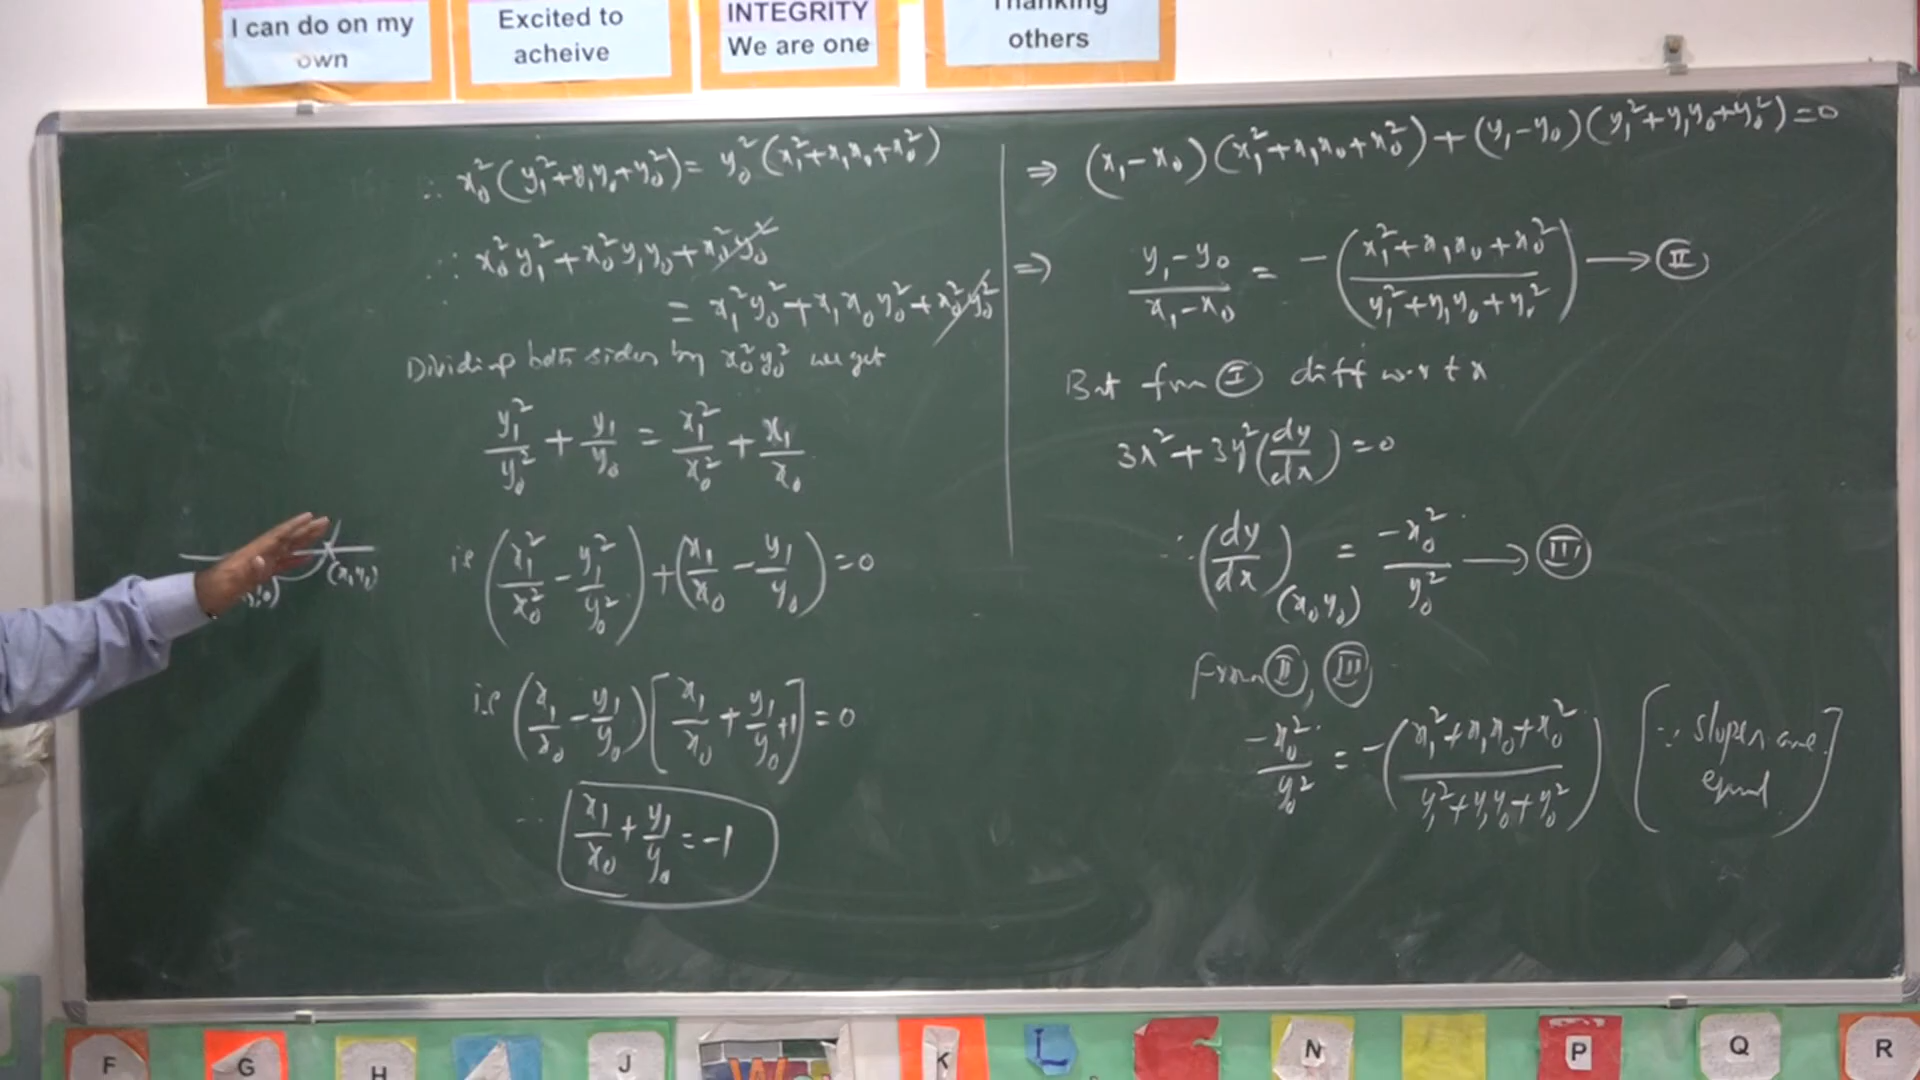 I can do on my
own
Excited to
acheive
INTEGRITY
We are one
Thanking
others
∴ x₀²(y₁²+y₁y₀+y₀²) = y₀²(x₁²+x₁x₀+x₀²)
∴ x₀²y₁²+x₀²y₁y₀+x₀²y₀²
= x₁²y₀²+x₁x₀y₀²+x₀²y₀²
Dividing both sides by x₀²y₀² we get
y₁²/y₀² + y₁/y₀ = x₁²/x₀² + x₁/x₀
ie (x₁²/x₀² - y₁²/y₀²) + (x₁/x₀ - y₁/y₀) = 0
ie (x₁/x₀ - y₁/y₀)[x₁/x₀ + y₁/y₀ +1] = 0
∴ x₁/x₀ + y₁/y₀ = -1
⇒ (x₁-x₀)(x₁²+x₁x₀+x₀²)+(y₁-y₀)(y₁²+y₁y₀+y₀²)=0
⇒ (y₁-y₀)/(x₁-x₀) = -((x₁²+x₁x₀+x₀²)/(y₁²+y₁y₀+y₀²)) → II
But from I diff w.r t x
3x²+3y²(dy/dx)=0
∴ (dy/dx)(x₀,y₀) = -x₀²/y₀² → III
From II, III
-x₀²/y₀² = -((x₁²+x₁x₀+x₀²)/(y₁²+y₁y₀+y₀²)) [∵ slopes are
equal]
F
G
H
J
K
L
N
P
Q
R